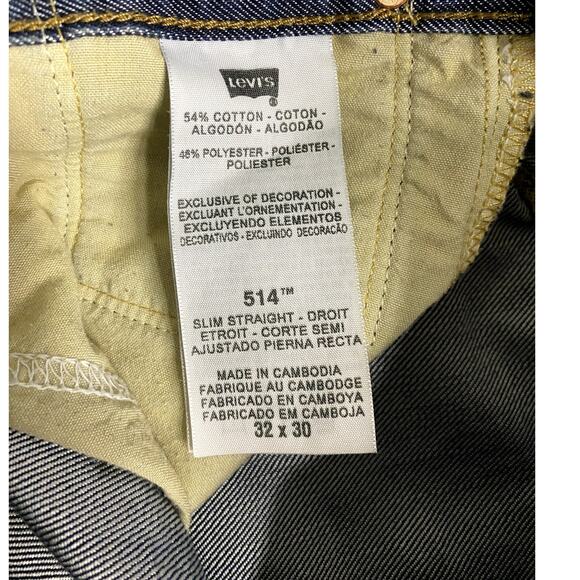 Levi's
®
54% COTTON - COTON -
ALGODÓN - ALGODÃO
46% POLYESTER - POLIÉSTER -
POLIESTER
EXCLUSIVE OF DECORATION -
EXCLUANT L'ORNEMENTATION -
EXCLUYENDO ELEMENTOS
DECORATIVOS - EXCLUINDO DECORAÇÃO
514™
SLIM STRAIGHT - DROIT
ETROIT - CORTE SEMI
AJUSTADO PIERNA RECTA
MADE IN CAMBODIA
FABRIQUE AU CAMBODGE
FABRICADO EN CAMBOYA
FABRICADO EM CAMBOJA
32 x 30